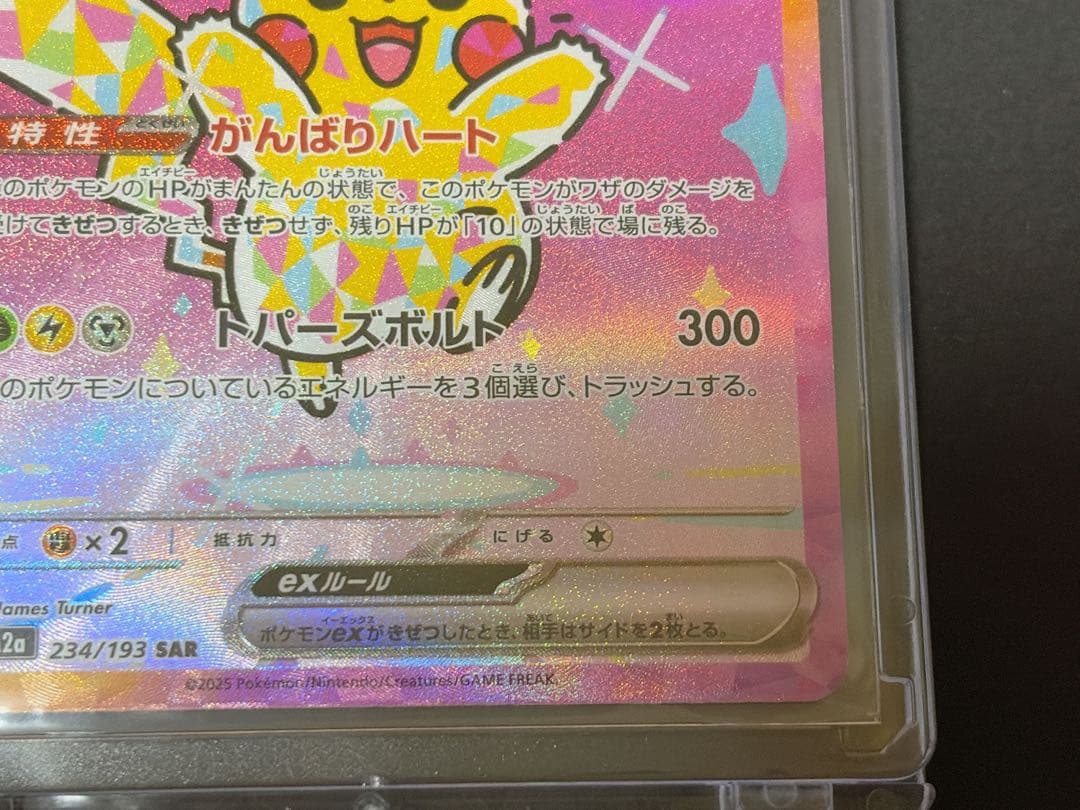 特性 とくせい がんばりハート
のポケモンのHPがまんたんの状態で、このポケモンがワザのダメージを
けてきぜつするとき、きぜつせず、残りHPが「10」の状態で場に残る。
トパーズボルト 300
のポケモンについているエネルギーを3個選び、トラッシュする。
点 ×2 抵抗力 にげる
exルール
ポケモンexがきぜつしたとき、相手はサイドを2枚とる。
James Turner
2a 234/193 SAR
©2025 Pokémon/Nintendo/Creatures/GAME FREAK.